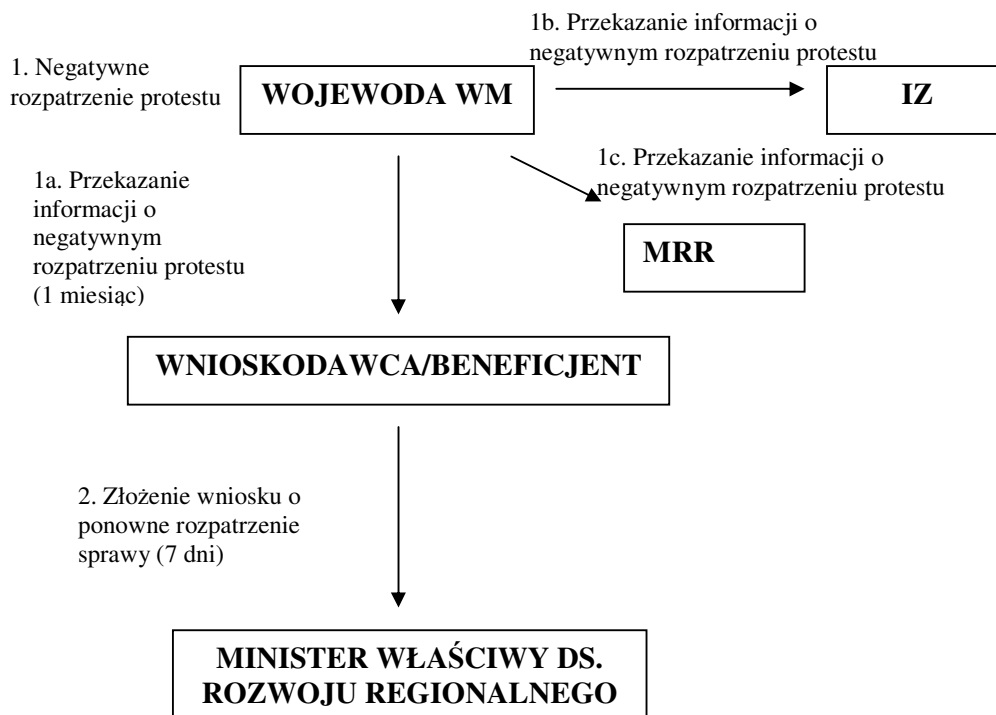 1b. Przekazanie informacji o
negatywnym rozpatrzeniu protestu
1. Negatywne
rozpatrzenie protestu
WOJEWODA WM
IZ
1c. Przekazanie informacji o
negatywnym rozpatrzeniu protestu
1a. Przekazanie
informacji o
negatywnym
rozpatrzeniu protestu
(1 miesiąc)
MRR
WNIOSKODAWCA/BENEFICJENT
2. Złożenie wniosku o
ponowne rozpatrzenie
sprawy (7 dni)
MINISTER WŁAŚCIWY DS.
ROZWOJU REGIONALNEGO